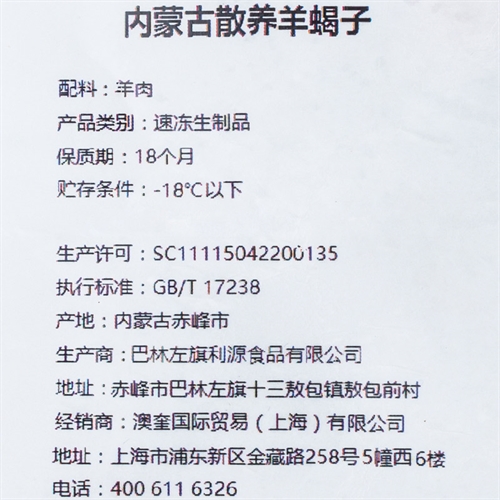 内蒙古散养羊蝎子
配料：羊肉
产品类别：速冻生制品
保质期：18个月
贮存条件：-18℃以下
生产许可：SC11115042200135
执行标准：GB/T 17238
产地：内蒙古赤峰市
生产商：巴林左旗利源食品有限公司
地址：赤峰市巴林左旗十三敖包镇敖包前村
经销商：澳奎国际贸易（上海）有限公司
地址：上海市浦东新区金藏路258号5幢西6楼
电话：400 611 6326